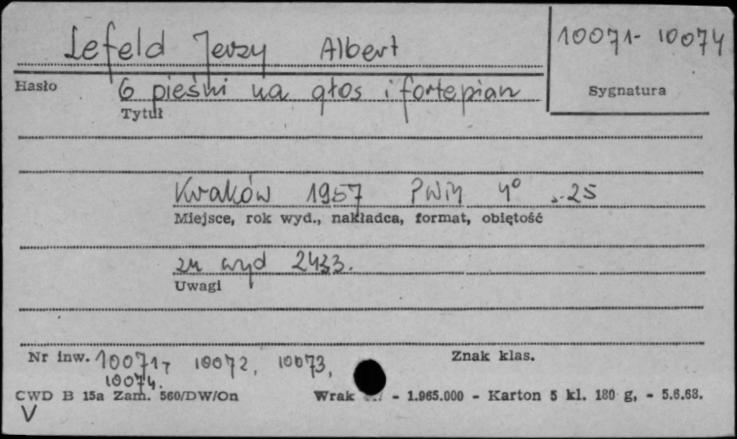 Lefeld Jerzy Albert
10071-10074
Hasło
Sygnatura
6 pieśni na głos i fortepian
Tytuł
Kraków 1957 PWM 4° s. 25
Miejsce, rok wyd., nakładca, format, objętość
zn wyd 2433.
Uwagi
Nr inw. 10071, 10072, 10073,
10074.
Znak klas.
CWD B 15a Zam. 560/DW/On
Wrak - 1.965.000 - Karton 5 kl. 180 g, - 5.6.68.
V